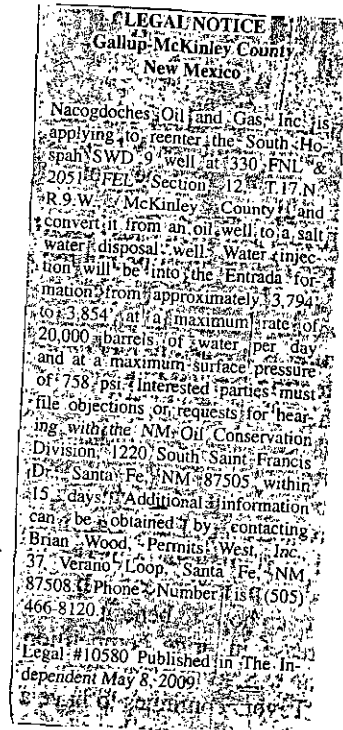 LEGAL NOTICE
Gallup-McKinley County
New Mexico
Nacogdoches Oil and Gas, Inc. is
applying to reenter the South Ho-
spah SWD 9 well at 330 FNL &
2051 FEL Section 12 T.17 N.
R.9 W. McKinley County and
convert it from an oil well to a salt
water disposal well. Water injec-
tion will be into the Entrada for-
mation from approximately 3,794'
to 3,854' at a maximum rate of
20,000 barrels of water per day
and at a maximum surface pressure
of 758 psi. Interested parties must
file objections or requests for hear-
ing with the NM Oil Conservation
Division, 1220 South Saint Francis
Dr., Santa Fe, NM 87505 within
15 days. Additional information
can be obtained by contacting
Brian Wood, Permits West, Inc.,
37 Verano Loop, Santa Fe, NM
87508. Phone Number is (505)
466-8120.
Legal #10580 Published in The In-
dependent May 8, 2009.